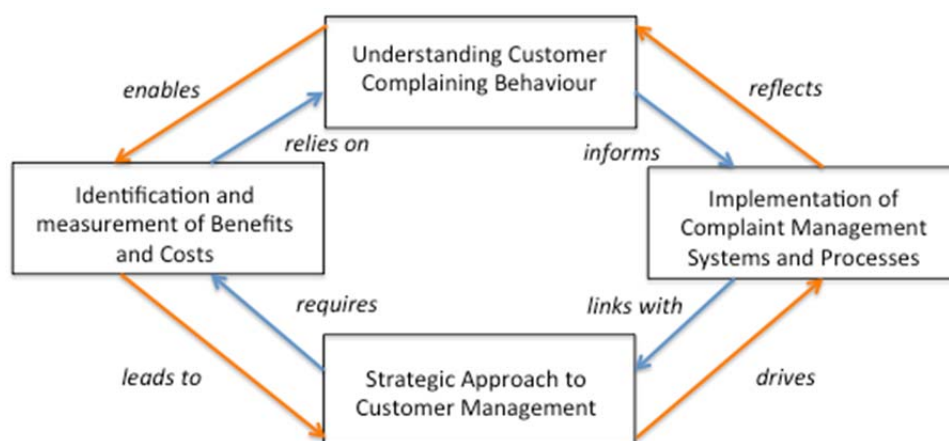 Understanding Customer
Complaining Behaviour
enables
reflects
relies on
informs
Identification and
measurement of Benefits
and Costs
Implementation of
Complaint Management
Systems and Processes
requires
links with
leads to
drives
Strategic Approach to
Customer Management